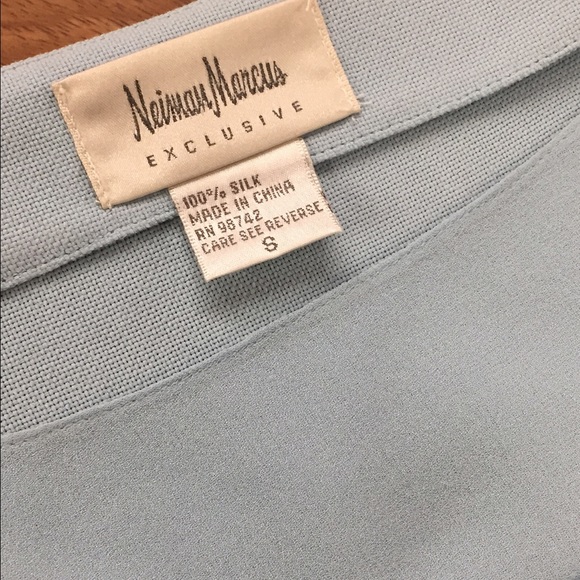 Neiman Marcus
EXCLUSIVE
100% SILK
MADE IN CHINA
RN 98742
CARE SEE REVERSE
S